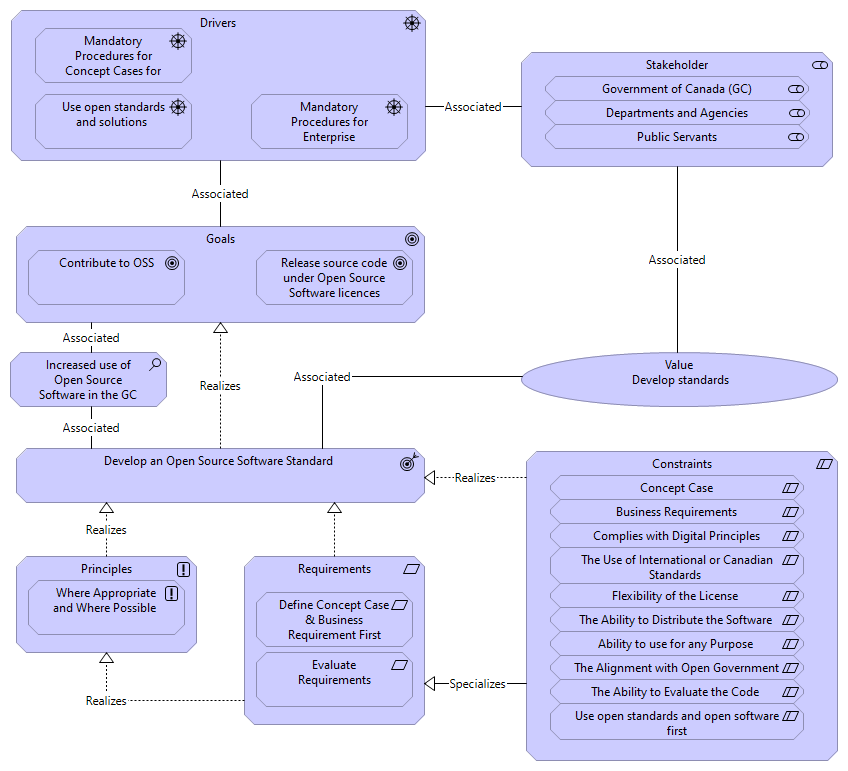 Drivers
Mandatory
Procedures for
Concept Cases for
Use open standards
and solutions
Mandatory
Procedures for
Enterprise
Associated
Stakeholder
Government of Canada (GC)
Departments and Agencies
Public Servants
Associated
Goals
Contribute to OSS
Release source code
under Open Source
Software licences
Associated
Associated
Increased use of
Open Source
Software in the GC
Realizes
Associated
Value
Develop standards
Associated
Develop an Open Source Software Standard
Realizes
Constraints
Concept Case
Business Requirements
Complies with Digital Principles
The Use of International or Canadian
Standards
Flexibility of the License
The Ability to Distribute the Software
Ability to use for any Purpose
The Alignment with Open Government
The Ability to Evaluate the Code
Use open standards and open software
first
Realizes
Principles
Where Appropriate
and Where Possible
Requirements
Define Concept Case
& Business
Requirement First
Evaluate
Requirements
Specializes
Realizes